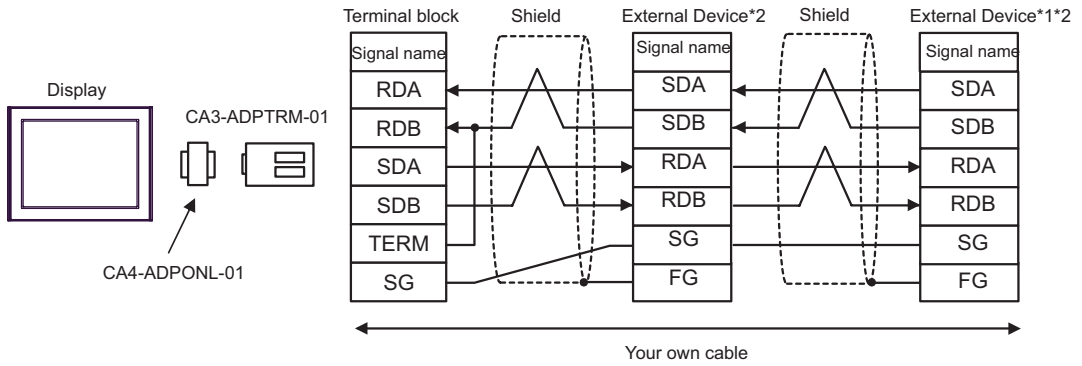 Display
CA3-ADPTRM-01
CA4-ADPONL-01
Terminal block
Signal name
RDA
RDB
SDA
SDB
TERM
SG
Shield
External Device*2
Signal name
SDA
SDB
RDA
RDB
SG
FG
Shield
External Device*1*2
Signal name
SDA
SDB
RDA
RDB
SG
FG
Your own cable